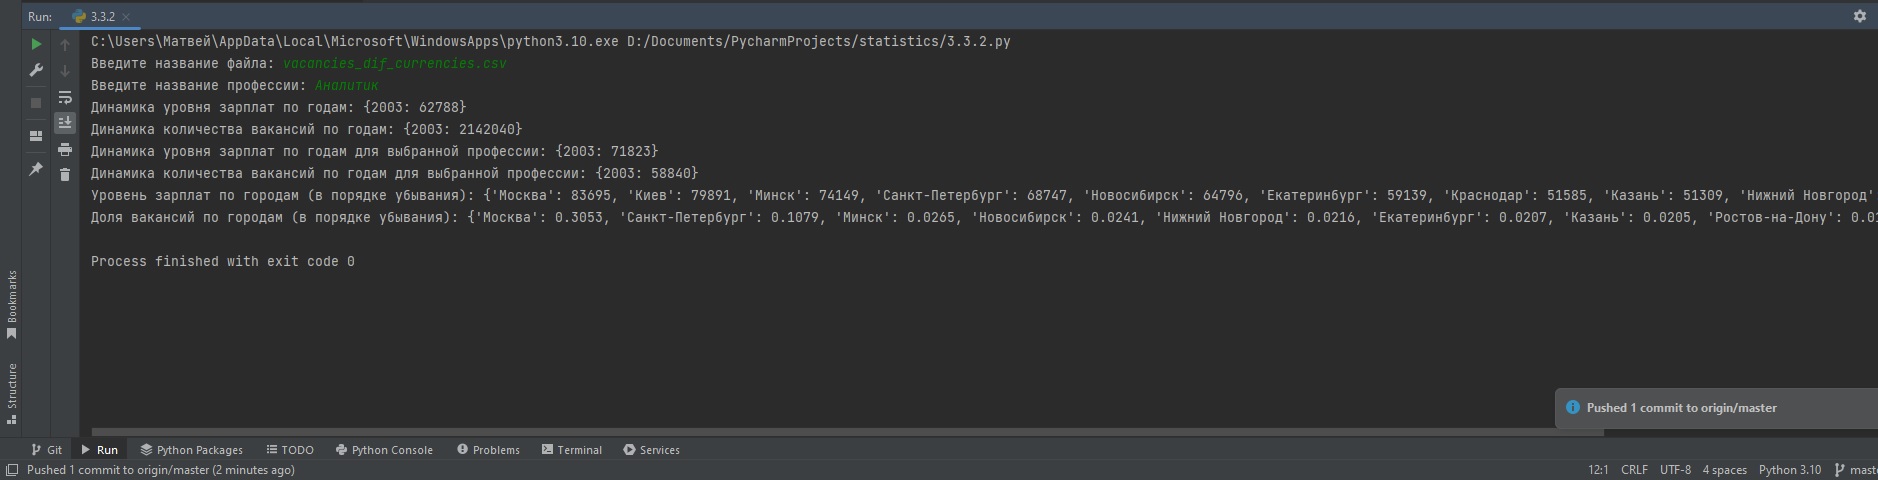 Run: 3.3.2
C:\Users\Матвей\AppData\Local\Microsoft\WindowsApps\python3.10.exe D:/Documents/PycharmProjects/statistics/3.3.2.py
Введите название файла: vacancies_dif_currencies.csv
Введите название профессии: Аналитик
Динамика уровня зарплат по годам: {2003: 62788}
Динамика количества вакансий по годам: {2003: 2142040}
Динамика уровня зарплат по годам для выбранной профессии: {2003: 71823}
Динамика количества вакансий по годам для выбранной профессии: {2003: 58840}
Уровень зарплат по городам (в порядке убывания): {'Москва': 83695, 'Киев': 79891, 'Минск': 74149, 'Санкт-Петербург': 68747, 'Новосибирск': 64796, 'Екатеринбург': 59139, 'Краснодар': 51585, 'Казань': 51309, 'Нижний Новгород'
Доля вакансий по городам (в порядке убывания): {'Москва': 0.3053, 'Санкт-Петербург': 0.1079, 'Минск': 0.0265, 'Новосибирск': 0.0241, 'Нижний Новгород': 0.0216, 'Екатеринбург': 0.0207, 'Казань': 0.0205, 'Ростов-на-Дону': 0.01
Process finished with exit code 0
Bookmarks
Structure
Pushed 1 commit to origin/master
Git Run Python Packages TODO Python Console Problems Terminal Services
Pushed 1 commit to origin/master (2 minutes ago) 12:1 CRLF UTF-8 4 spaces Python 3.10 maste